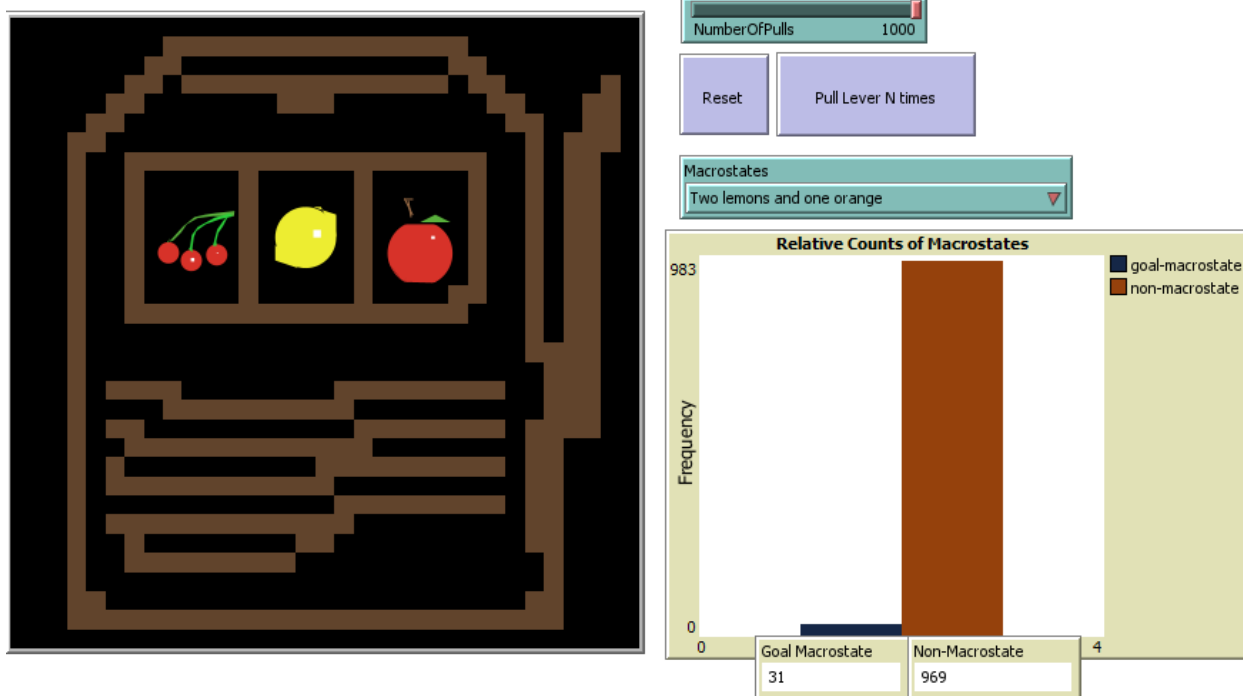 NumberOfPulls 1000
Reset
Pull Lever N times
Macrostates
Two lemons and one orange
Relative Counts of Macrostates
983
goal-macrostate
non-macrostate
Frequency
0
0 4
Goal Macrostate
31
Non-Macrostate
969